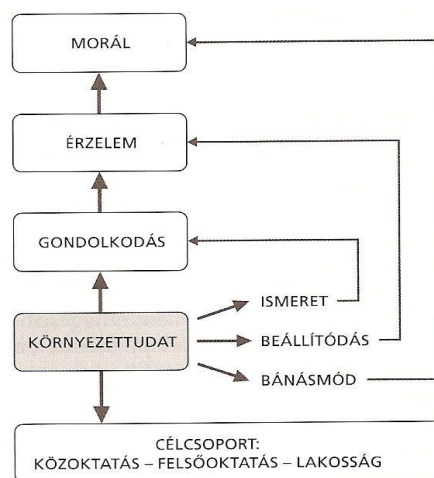 MORÁL
ÉRZELEM
GONDOLKODÁS
ISMERET
KÖRNYEZETTUDAT
BEÁLLÍTÓDÁS
BÁNÁSMÓD
CÉLCSOPORT:
KÖZOKTATÁS – FELSŐOKTATÁS – LAKOSSÁG